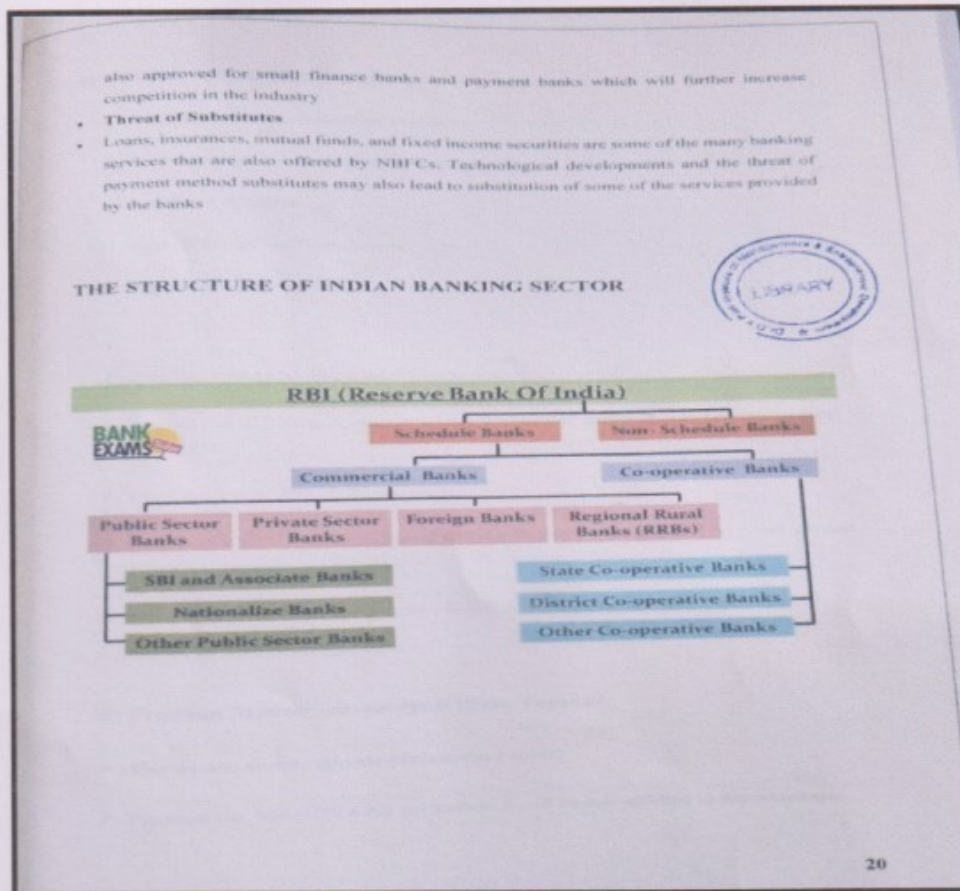 also approved for small finance banks and payment banks which will further increase
competition in the industry
• Threat of Substitutes
• Loans, insurances, mutual funds, and fixed income securities are some of the many banking
services that are also offered by NBFCs. Technological developments and the threat of
payment method substitutes may also lead to substitution of some of the services provided
by the banks
THE STRUCTURE OF INDIAN BANKING SECTOR
LIBRARY
RBI (Reserve Bank Of India)
BANK
EXAMS
Schedule Banks
Non- Schedule Banks
Commercial Banks
Co-operative Banks
Public Sector
Banks
Private Sector
Banks
Foreign Banks
Regional Rural
Banks (RRBs)
SBI and Associate Banks
Nationalize Banks
Other Public Sector Banks
State Co-operative Banks
District Co-operative Banks
Other Co-operative Banks
20